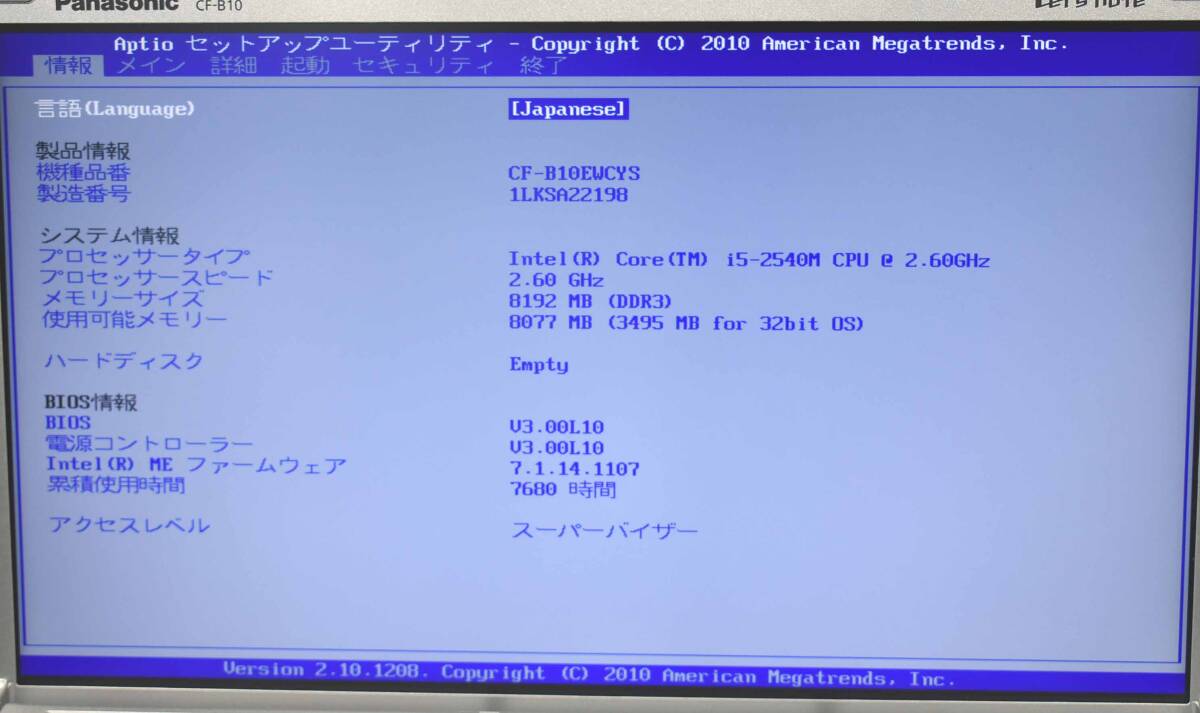 Panasonic CF-B10 Let's note
Aptio セットアップユーティリティ - Copyright (C) 2010 American Megatrends, Inc.
情報 メイン 詳細 起動 セキュリティ 終了
言語(Language) [Japanese]
製品情報
機種品番 CF-B10EWCYS
製造番号 1LKSA22198
システム情報
プロセッサータイプ Intel(R) Core(TM) i5-2540M CPU @ 2.60GHz
プロセッサースピード 2.60 GHz
メモリーサイズ 8192 MB (DDR3)
使用可能メモリー 8077 MB (3495 MB for 32bit OS)
ハードディスク Empty
BIOS情報
BIOS V3.00L10
電源コントローラー V3.00L10
Intel(R) ME ファームウェア 7.1.14.1107
累積使用時間 7680 時間
アクセスレベル スーパーバイザー
Version 2.10.1208. Copyright (C) 2010 American Megatrends, Inc.